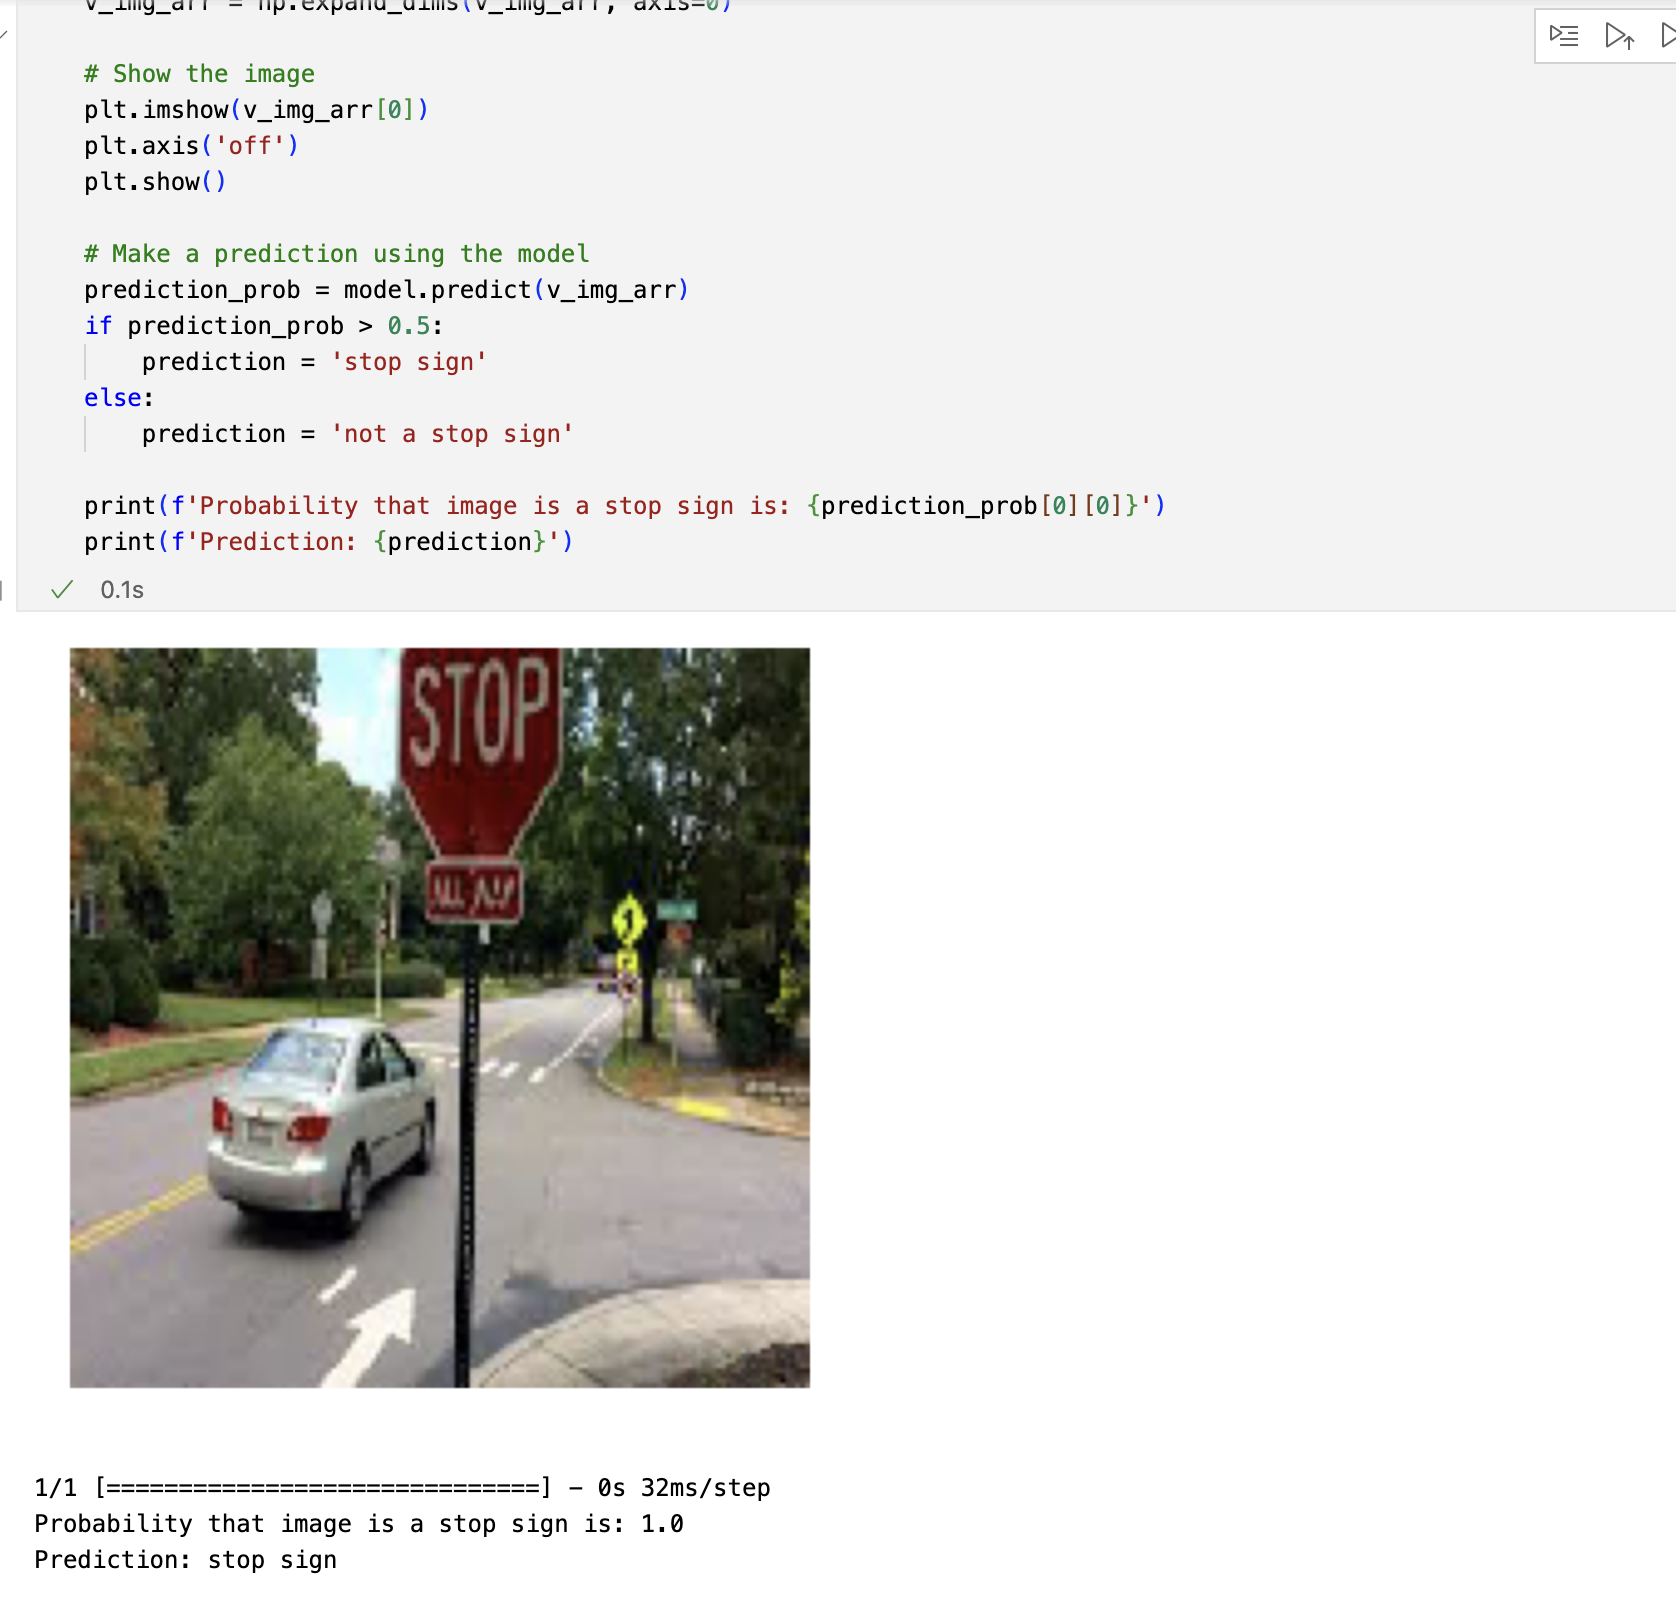 v_img_arr = np.expand_dims(v_img_arr, axis=0)
# Show the image
plt.imshow(v_img_arr[0])
plt.axis('off')
plt.show()
# Make a prediction using the model
prediction_prob = model.predict(v_img_arr)
if prediction_prob > 0.5:
    prediction = 'stop sign'
else:
    prediction = 'not a stop sign'
print(f'Probability that image is a stop sign is: {prediction_prob[0][0]}')
print(f'Prediction: {prediction}')
0.1s
STOP
ALL WAY
1/1 [==============================] - 0s 32ms/step
Probability that image is a stop sign is: 1.0
Prediction: stop sign